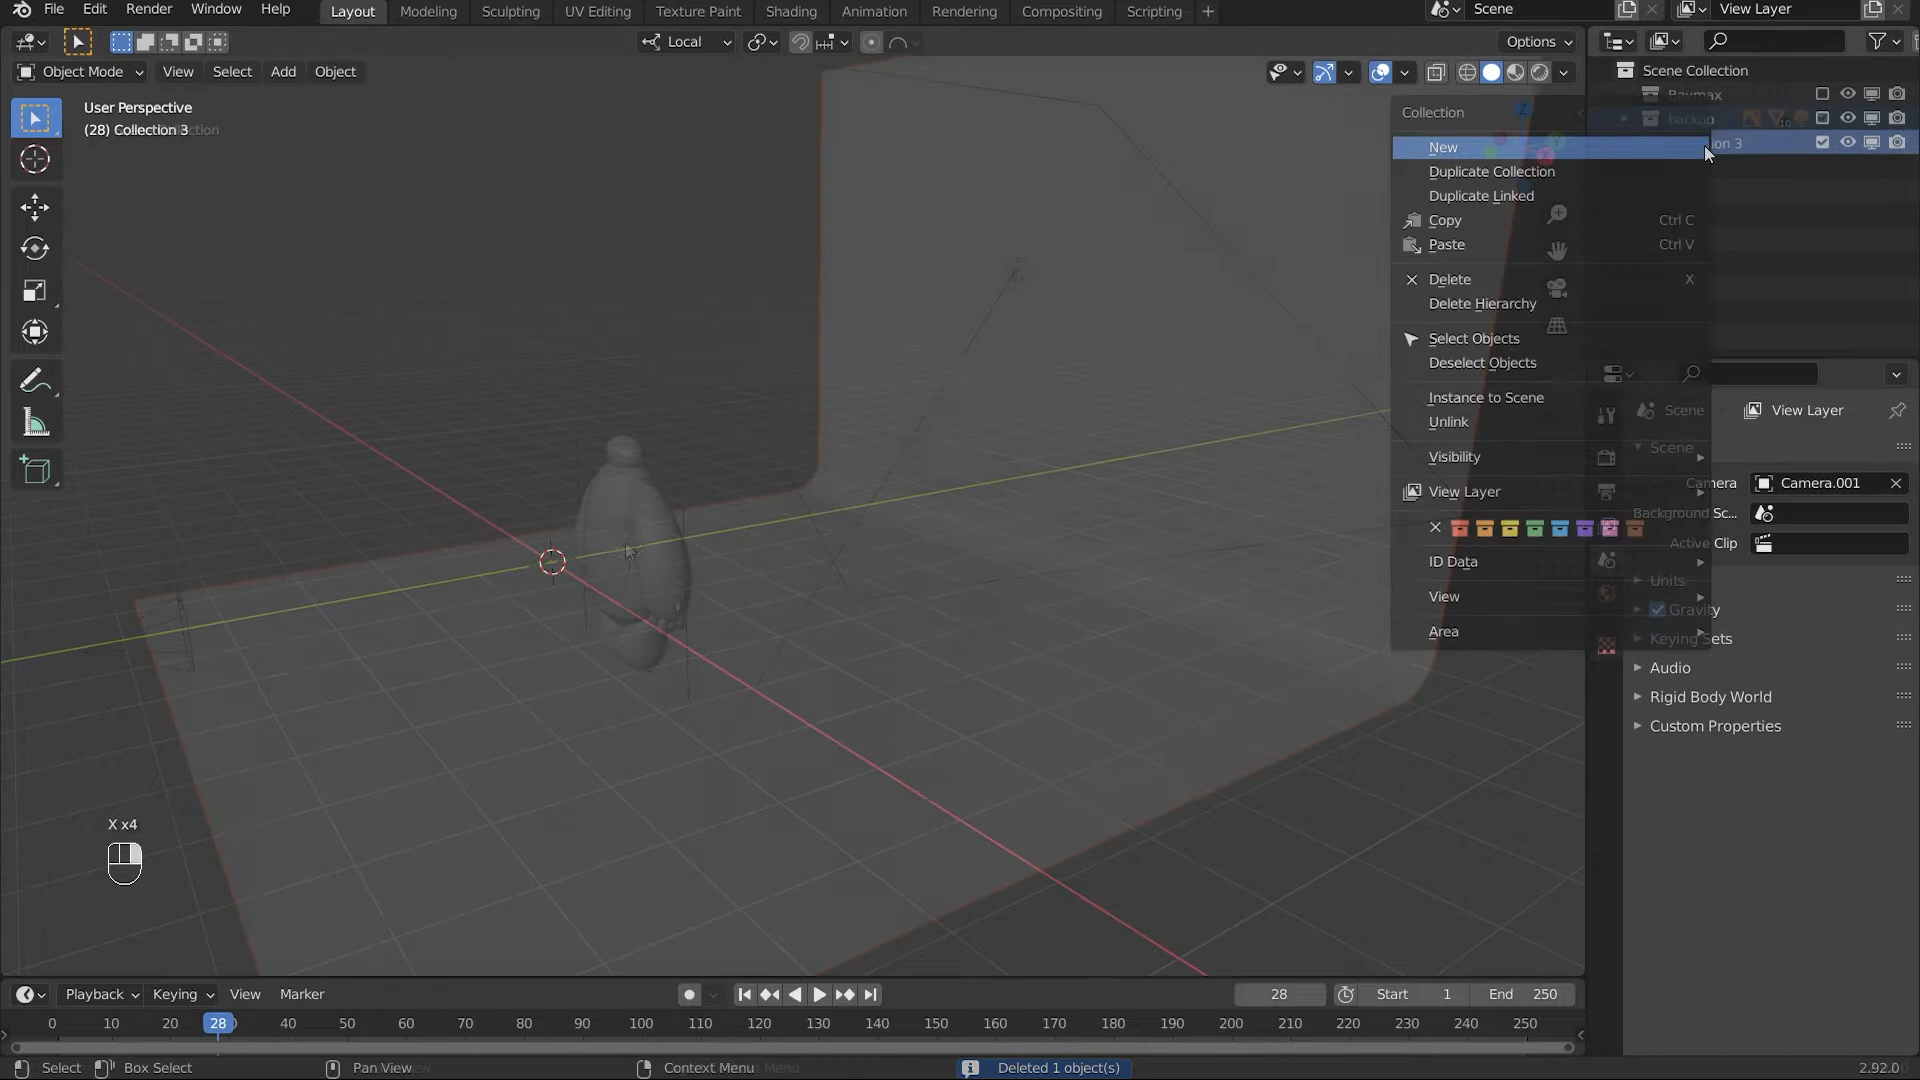 File Edit Render Window Help Layout Modeling Sculpting UV Editing Texture Paint Shading Animation Rendering Compositing Scripting + Scene View Layer
Local Options
Object Mode View Select Add Object
Scene Collection
Baymax
backup
ion 3
User Perspective
(28) Collection 3
Collection
New
Duplicate Collection
Duplicate Linked
Copy Ctrl C
Paste Ctrl V
Delete X
Delete Hierarchy
Select Objects
Deselect Objects
Instance to Scene
Unlink
Visibility
View Layer
ID Data
View
Area
Scene View Layer
Scene
Camera Camera.001
Background Sc...
Active Clip
Units
Gravity
Keying Sets
Audio
Rigid Body World
Custom Properties
X x4
Playback Keying View Marker 28 Start 1 End 250
0 10 20 28 40 50 60 70 80 90 100 110 120 130 140 150 160 170 180 190 200 210 220 230 240 250
Select Box Select Pan View Context Menu Deleted 1 object(s) 2.92.0